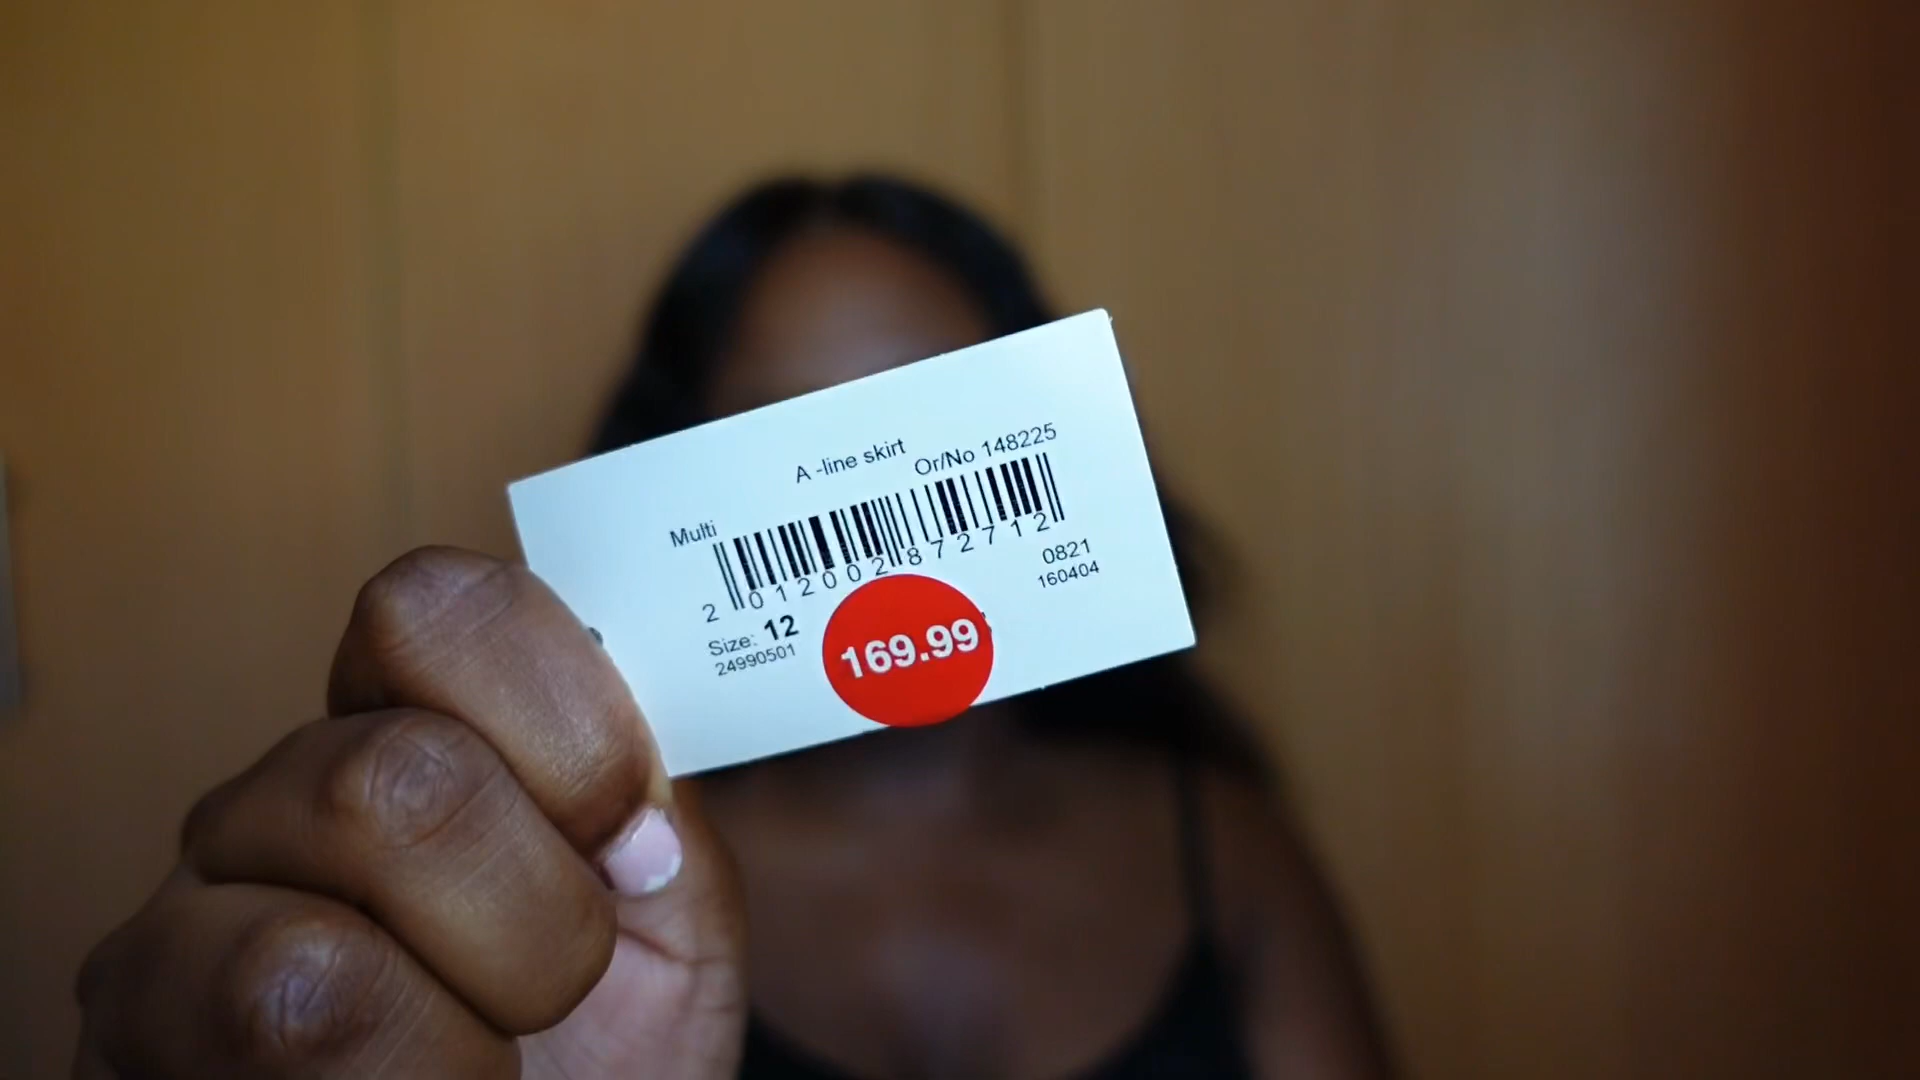 A -line skirt
Or/No 148225
Multi
2 012002 872712
Size: 12
24990501
0821
160404
169.99